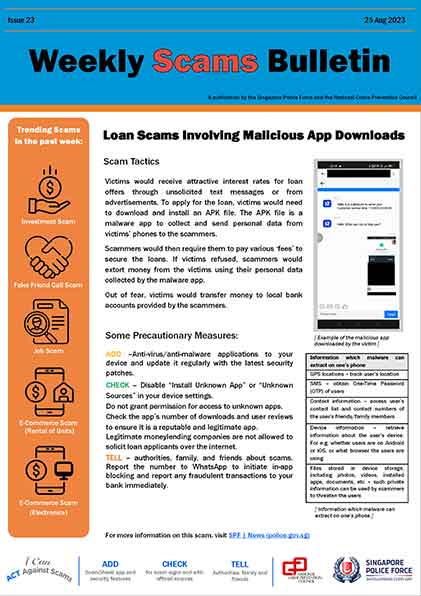 Issue 23
25 Aug 2023
Weekly Scams Bulletin
A publication by the Singapore Police Force and the National Crime Prevention Council
Trending Scams
in the past week:
Investment Scam
Fake Friend Call Scam
Job Scam
E-Commerce Scam
(Rental of Units)
E-Commerce Scam
(Electronics)
Loan Scams Involving Malicious App Downloads
Scam Tactics
Victims would receive attractive interest rates for loan
offers through unsolicited text messages or from
advertisements. To apply for the loan, victims would need
to download and install an APK file. The APK file is a
malware app to collect and send personal data from
victims' phones to the scammers.
Scammers would then require them to pay various 'fees' to
secure the loans. If victims refused, scammers would
extort money from the victims using their personal data
collected by the malware app.
Out of fear, victims would transfer money to local bank
accounts provided by the scammers.
Some Precautionary Measures:
ADD –Anti-virus/anti-malware applications to your
device and update it regularly with the latest security
patches.
CHECK – Disable "Install Unknown App" or "Unknown
Sources" in your device settings.
Do not grant permission for access to unknown apps.
Check the app's number of downloads and user reviews
to ensure it is a reputable and legitimate app.
Legitimate moneylending companies are not allowed to
solicit loan applicants over the internet.
TELL – authorities, family, and friends about scams.
Report the number to WhatsApp to initiate in-app
blocking and report any fraudulent transactions to your
bank immediately.
[ Example of the malicious app
downloaded by the victim ]
Information which malware can
extract on one's phone
GPS locations – track user's location
SMS – obtain One-Time Password
(OTP) of users
Contact information – access user's
contact list and contact numbers of
the user's friends/family members
Device information – retrieve
information about the user's device.
For e.g. whether users are on Android
or iOS, or what browser the users are
using
Files stored in device storage,
including photos, videos, installed
apps, documents, etc – such private
information can be used by scammers
to threaten the users
[ Information which malware can
extract on one's phone ]
For more information on this scam, visit SPF | News (police.gov.sg)
I Can
ACT Against Scams
ADD
ScamShield app and
security features
CHECK
for scam signs and with
official sources
TELL
Authorities, family and
friends
NATIONAL CRIME
PREVENTION COUNCIL
SINGAPORE
POLICE FORCE
SAFEGUARDING EVERY DAY